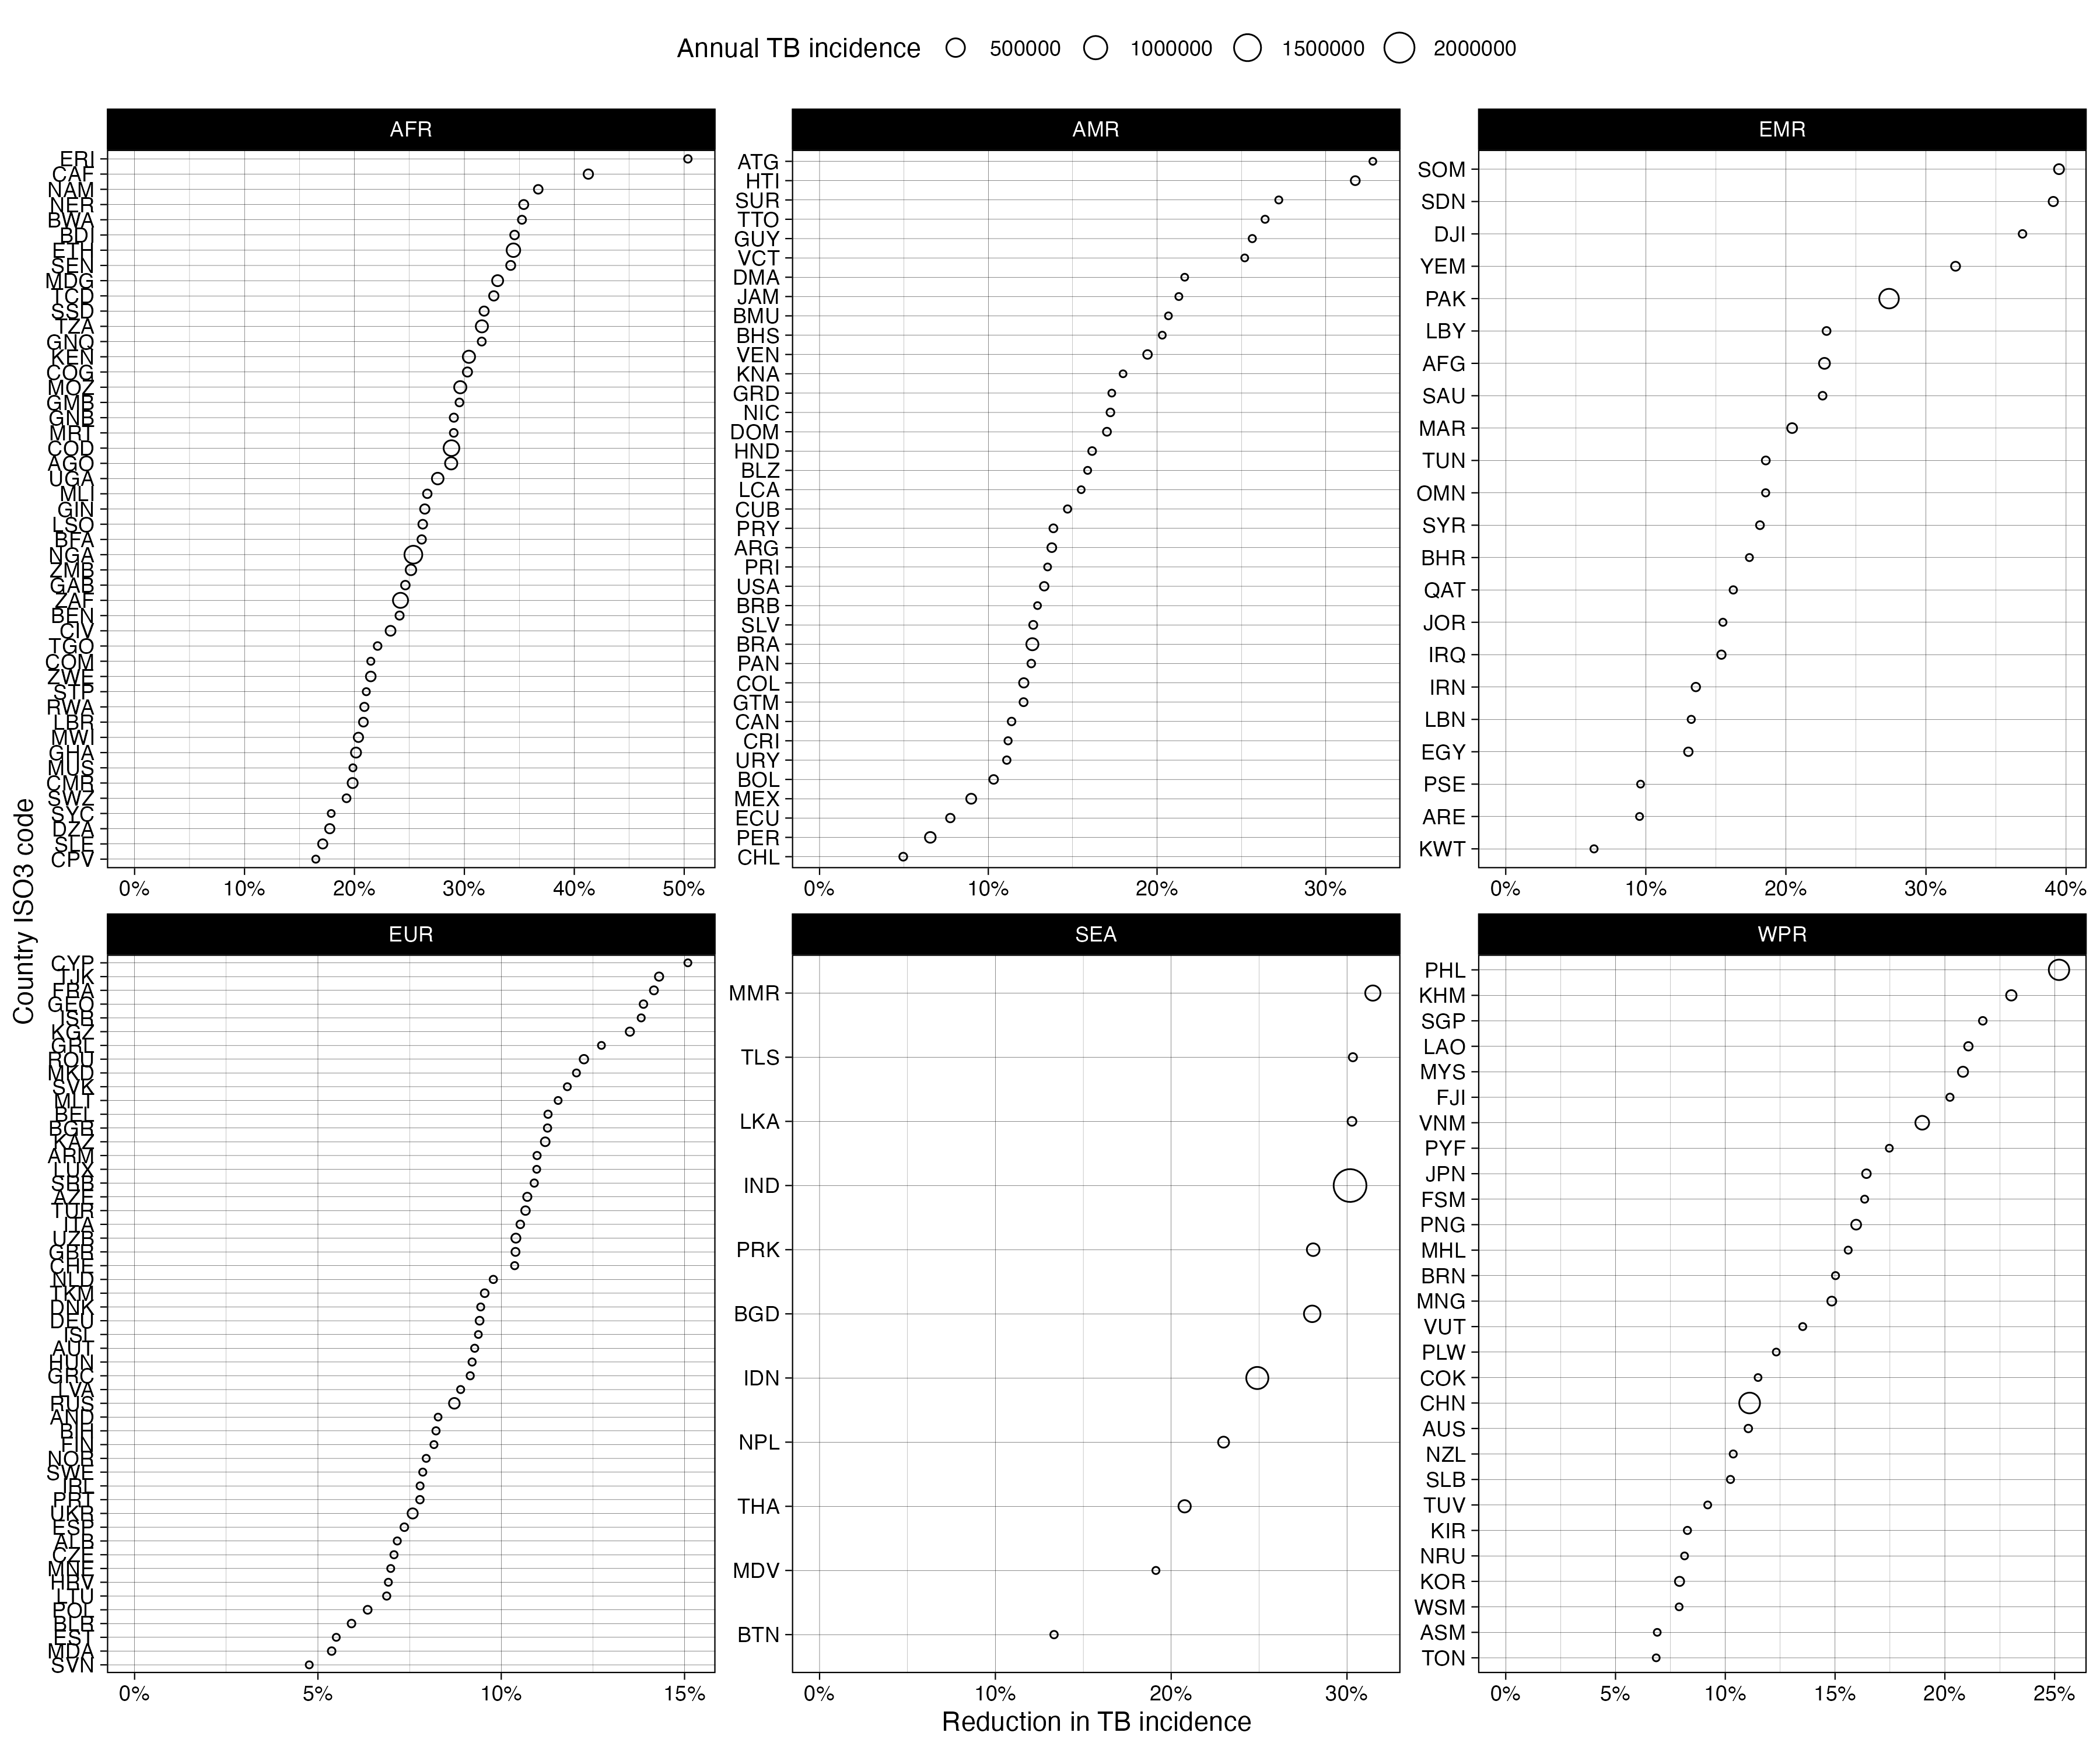 Annual TB incidence 500000 1000000 1500000 2000000
AFR
ERI
CAF
NAM
NER
BWA
BDI
ETH
SEN
MDG
TCD
SSD
TZA
GNQ
KEN
COG
MOZ
GMB
GNB
MRT
COD
AGO
UGA
MLI
GIN
LSO
BFA
NGA
ZMB
GAB
ZAF
BEN
CIV
TGO
COM
ZWE
STP
RWA
LBR
MWI
GHA
MUS
CMR
SWZ
SYC
DZA
SLE
CPV
0% 10% 20% 30% 40% 50%
AMR
ATG
HTI
SUR
TTO
GUY
VCT
DMA
JAM
BMU
BHS
VEN
KNA
GRD
NIC
DOM
HND
BLZ
LCA
CUB
PRY
ARG
PRI
USA
BRB
SLV
BRA
PAN
COL
GTM
CAN
CRI
URY
BOL
MEX
ECU
PER
CHL
0% 10% 20% 30%
EMR
SOM
SDN
DJI
YEM
PAK
LBY
AFG
SAU
MAR
TUN
OMN
SYR
BHR
QAT
JOR
IRQ
IRN
LBN
EGY
PSE
ARE
KWT
0% 10% 20% 30% 40%
Country ISO3 code
EUR
CYP
TJK
FRA
GEO
ISR
KGZ
GRL
ROU
MKD
SVK
MLT
BEL
BGR
KAZ
ARM
LUX
SRB
AZE
TUR
ITA
UZB
GBR
CHE
NLD
TKM
DNK
DEU
ISL
AUT
HUN
GRC
LVA
RUS
AND
BIH
FIN
NOR
SWE
IRL
PRT
UKR
ESP
ALB
CZE
MNE
HRV
LTU
POL
BLR
EST
MDA
SVN
0% 5% 10% 15%
SEA
MMR
TLS
LKA
IND
PRK
BGD
IDN
NPL
THA
MDV
BTN
0% 10% 20% 30%
WPR
PHL
KHM
SGP
LAO
MYS
FJI
VNM
PYF
JPN
FSM
PNG
MHL
BRN
MNG
VUT
PLW
COK
CHN
AUS
NZL
SLB
TUV
KIR
NRU
KOR
WSM
ASM
TON
0% 5% 10% 15% 20% 25%
Reduction in TB incidence